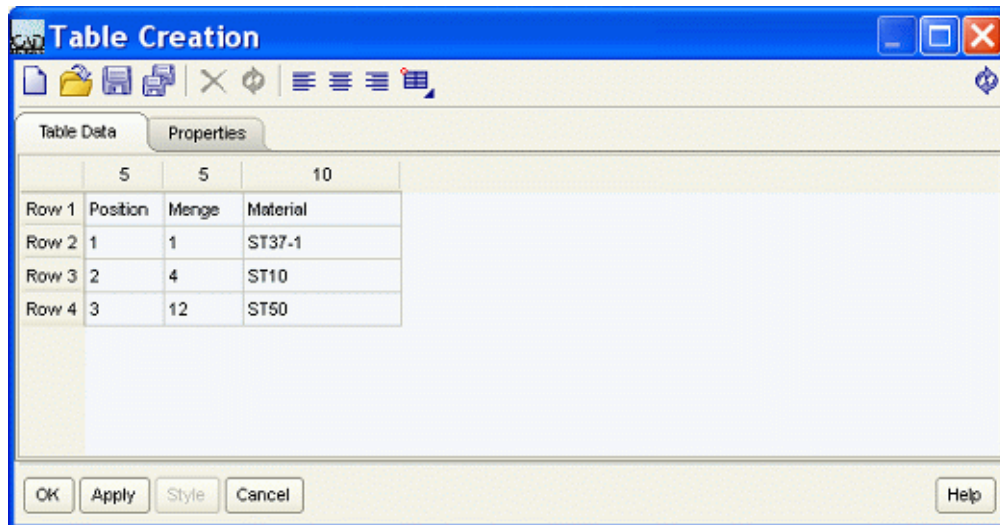 CAD Table Creation
Table Data Properties
5 5 10
Row 1 Position Menge Material
Row 2 1 1 ST37-1
Row 3 2 4 ST10
Row 4 3 12 ST50
OK Apply Style Cancel Help